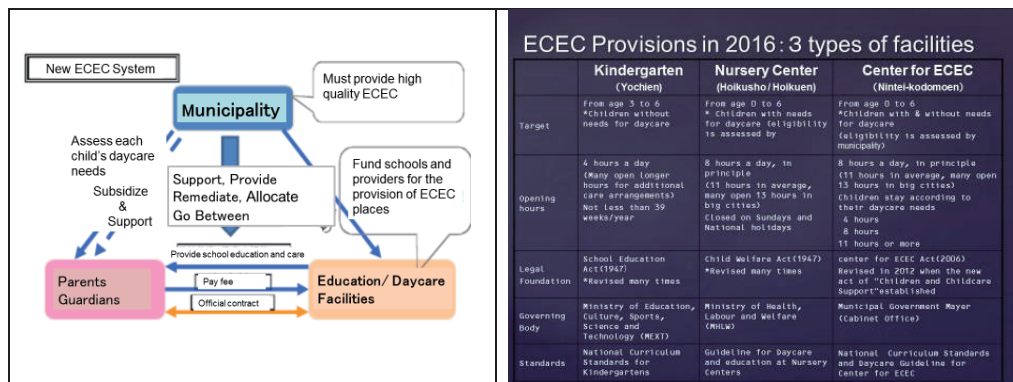 New ECEC System
Must provide high
quality ECEC
Municipality
Assess each
child's daycare
needs
Subsidize
&
Support
Support, Provide
Remediate, Allocate
Go Between
Fund schools and
providers for the
provision of ECEC
places
Provide school education and care
Parents
Guardians
Pay fee
Official contract
Education/ Daycare
Facilities
ECEC Provisions in 2016: 3 types of facilities
Kindergarten
(Yochien)
Nursery Center
(Hoikusho/Hoikuen)
Center for ECEC
(Nintei-kodomoen)
Target
From age 3 to 6
*Children without
needs for daycare
From age 0 to 6
* Children with needs
for daycare (eligibility
is assessed by
From age 0 to 6
*Children with & without needs
for daycare
(eligibility is assessed by
municipality)
Opening
hours
4 hours a day
(Many open longer
hours for additional
care arrangements)
Not less than 39
weeks/year
8 hours a day, in
principle
(11 hours in average,
many open 13 hours in
big cities)
Closed on Sundays and
National holidays
8 hours a day, in principle
(11 hours in average, many open
13 hours in big cities)
Children stay according to
their daycare needs
4 hours
8 hours
11 hours or more
Legal
Foundation
School Education
Act(1947)
*Revised many times
Child Welfare Act(1947)
*Revised many times
center for ECEC Act(2006)
Revised in 2012 when the new
act of "Children and Childcare
Support"established
Governing
Body
Ministry of Education,
Culture, Sports,
Science and
Technology (MEXT)
Ministry of Health,
Labour and Welfare
(MHLW)
Municipal Government Mayer
(Cabinet Office)
Standards
National Curriculum
Standards for
Kindergartens
Guideline for Daycare
and education at Nursery
Centers
National Curriculum Standards
and Daycare Guideline for
Center for ECEC